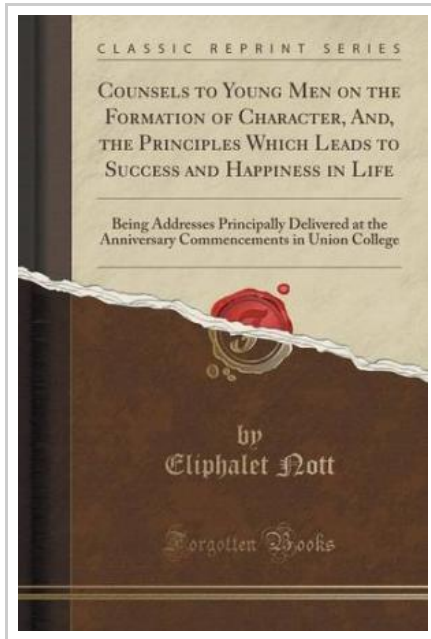 CLASSIC REPRINT SERIES
COUNSELS TO YOUNG MEN ON THE
FORMATION OF CHARACTER, AND,
THE PRINCIPLES WHICH LEADS TO
SUCCESS AND HAPPINESS IN LIFE
Being Addresses Principally Delivered at the
Anniversary Commencements in Union College
F
by
Eliphalet Nott
Forgotten Books